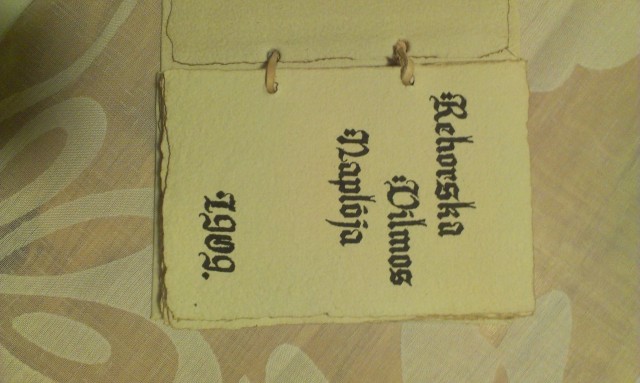 Rehorska
Vilmos
Naplója
1909.